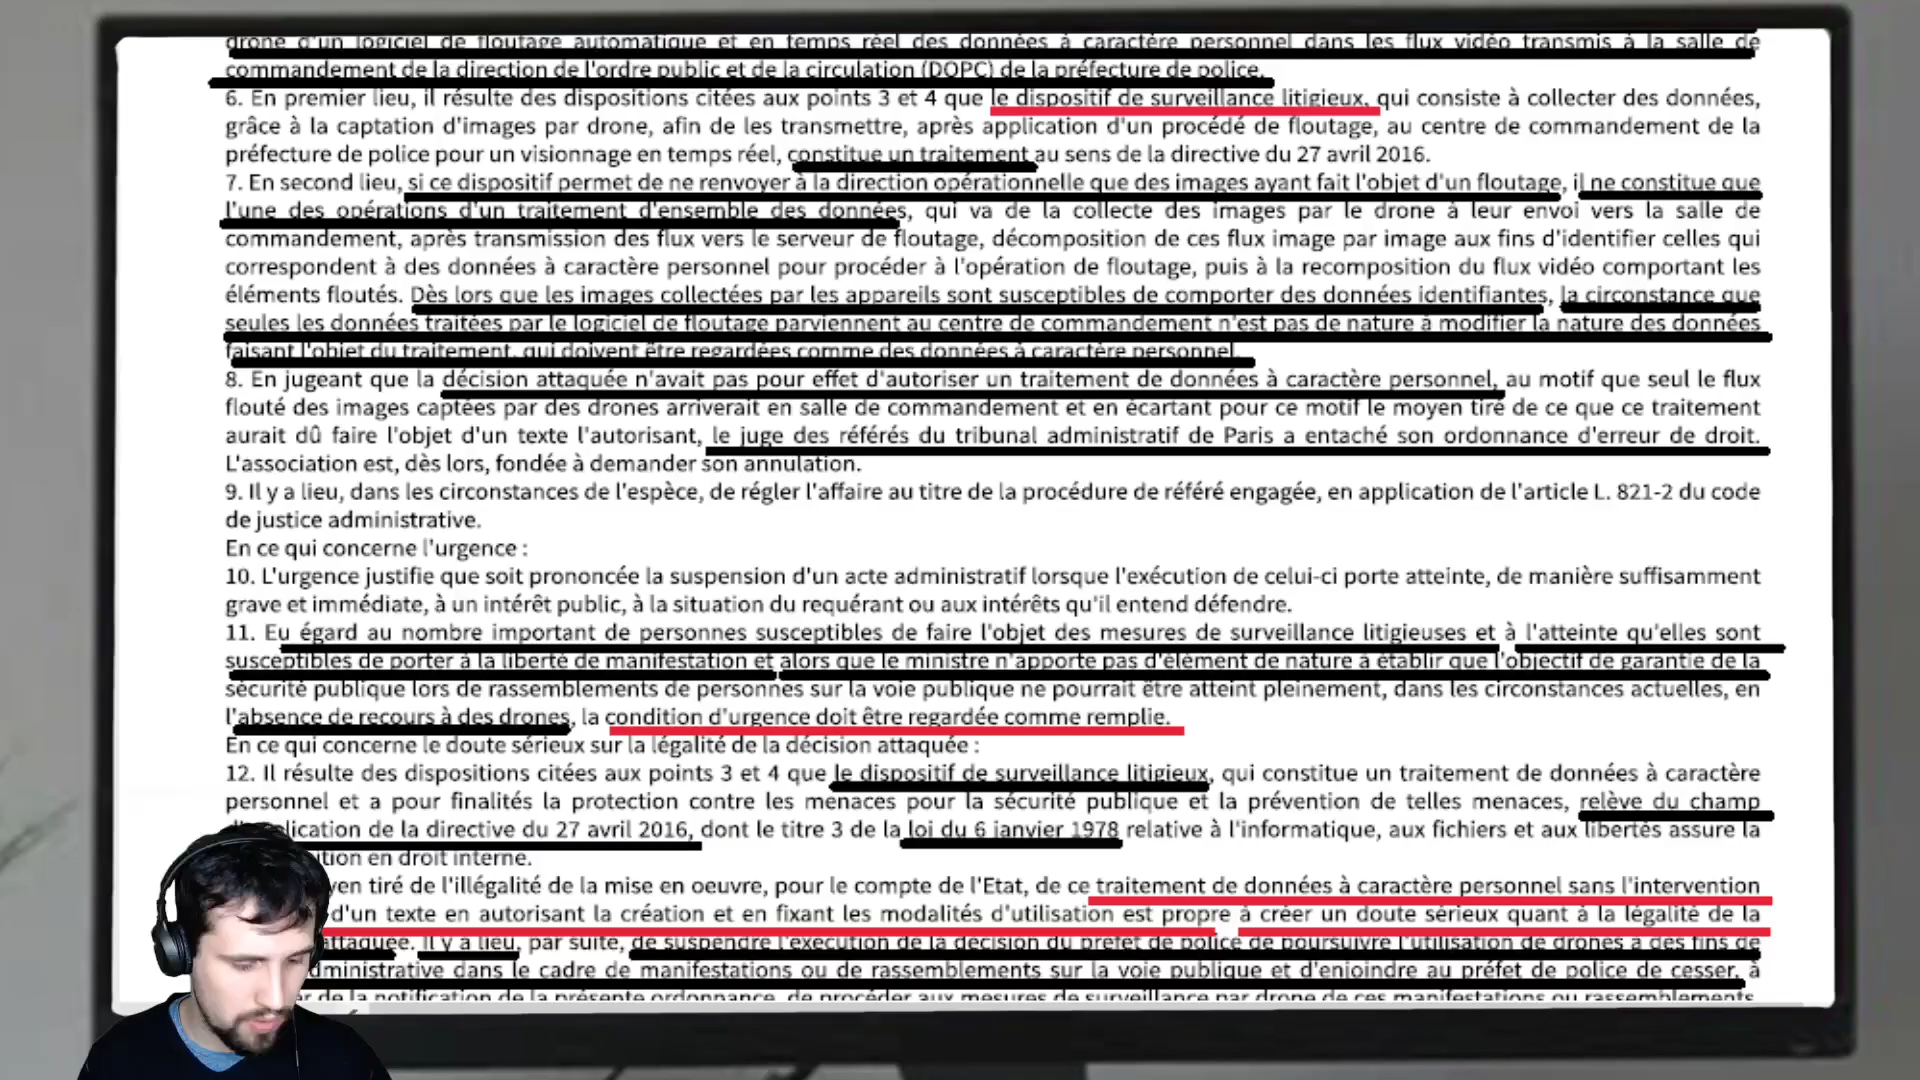 drone d'un logiciel de floutage automatique et en temps réel des données à caractère personnel dans les flux vidéo transmis à la salle de
commandement de la direction de l'ordre public et de la circulation (DOPC) de la préfecture de police.
6. En premier lieu, il résulte des dispositions citées aux points 3 et 4 que le dispositif de surveillance litigieux, qui consiste à collecter des données,
grâce à la captation d'images par drone, afin de les transmettre, après application d'un procédé de floutage, au centre de commandement de la
préfecture de police pour un visionnage en temps réel, constitue un traitement au sens de la directive du 27 avril 2016.
7. En second lieu, si ce dispositif permet de ne renvoyer à la direction opérationnelle que des images ayant fait l'objet d'un floutage, il ne constitue que
l'une des opérations d'un traitement d'ensemble des données, qui va de la collecte des images par le drone à leur envoi vers la salle de
commandement, après transmission des flux vers le serveur de floutage, décomposition de ces flux image par image aux fins d'identifier celles qui
correspondent à des données à caractère personnel pour procéder à l'opération de floutage, puis à la recomposition du flux vidéo comportant les
éléments floutés. Dès lors que les images collectées par les appareils sont susceptibles de comporter des données identifiantes, la circonstance que
seules les données traitées par le logiciel de floutage parviennent au centre de commandement n'est pas de nature à modifier la nature des données
faisant l'objet du traitement, qui doivent être regardées comme des données à caractère personnel.
8. En jugeant que la décision attaquée n'avait pas pour effet d'autoriser un traitement de données à caractère personnel, au motif que seul le flux
flouté des images captées par des drones arriverait en salle de commandement et en écartant pour ce motif le moyen tiré de ce que ce traitement
aurait dû faire l'objet d'un texte l'autorisant, le juge des référés du tribunal administratif de Paris a entaché son ordonnance d'erreur de droit.
L'association est, dès lors, fondée à demander son annulation.
9. Il y a lieu, dans les circonstances de l'espèce, de régler l'affaire au titre de la procédure de référé engagée, en application de l'article L. 821-2 du code
de justice administrative.
En ce qui concerne l'urgence :
10. L'urgence justifie que soit prononcée la suspension d'un acte administratif lorsque l'exécution de celui-ci porte atteinte, de manière suffisamment
grave et immédiate, à un intérêt public, à la situation du requérant ou aux intérêts qu'il entend défendre.
11. Eu égard au nombre important de personnes susceptibles de faire l'objet des mesures de surveillance litigieuses et à l'atteinte qu'elles sont
susceptibles de porter à la liberté de manifestation et alors que le ministre n'apporte pas d'élément de nature à établir que l'objectif de garantie de la
sécurité publique lors de rassemblements de personnes sur la voie publique ne pourrait être atteint pleinement, dans les circonstances actuelles, en
l'absence de recours à des drones, la condition d'urgence doit être regardée comme remplie.
En ce qui concerne le doute sérieux sur la légalité de la décision attaquée :
12. Il résulte des dispositions citées aux points 3 et 4 que le dispositif de surveillance litigieux, qui constitue un traitement de données à caractère
personnel et a pour finalités la protection contre les menaces pour la sécurité publique et la prévention de telles menaces, relève du champ
lication de la directive du 27 avril 2016, dont le titre 3 de la loi du 6 janvier 1978 relative à l'informatique, aux fichiers et aux libertés assure la
ition en droit interne.
yen tiré de l'illégalité de la mise en oeuvre, pour le compte de l'Etat, de ce traitement de données à caractère personnel sans l'intervention
d'un texte en autorisant la création et en fixant les modalités d'utilisation est propre à créer un doute sérieux quant à la légalité de la
attaquée. Il y a lieu, par suite, de suspendre l'exécution de la décision du préfet de police de poursuivre l'utilisation de drones à des fins de
dministrative dans le cadre de manifestations ou de rassemblements sur la voie publique et d'enjoindre au préfet de police de cesser, à
er de la notification de la présente ordonnance, de procéder aux mesures de surveillance par drone de ces manifestations ou rassemblements